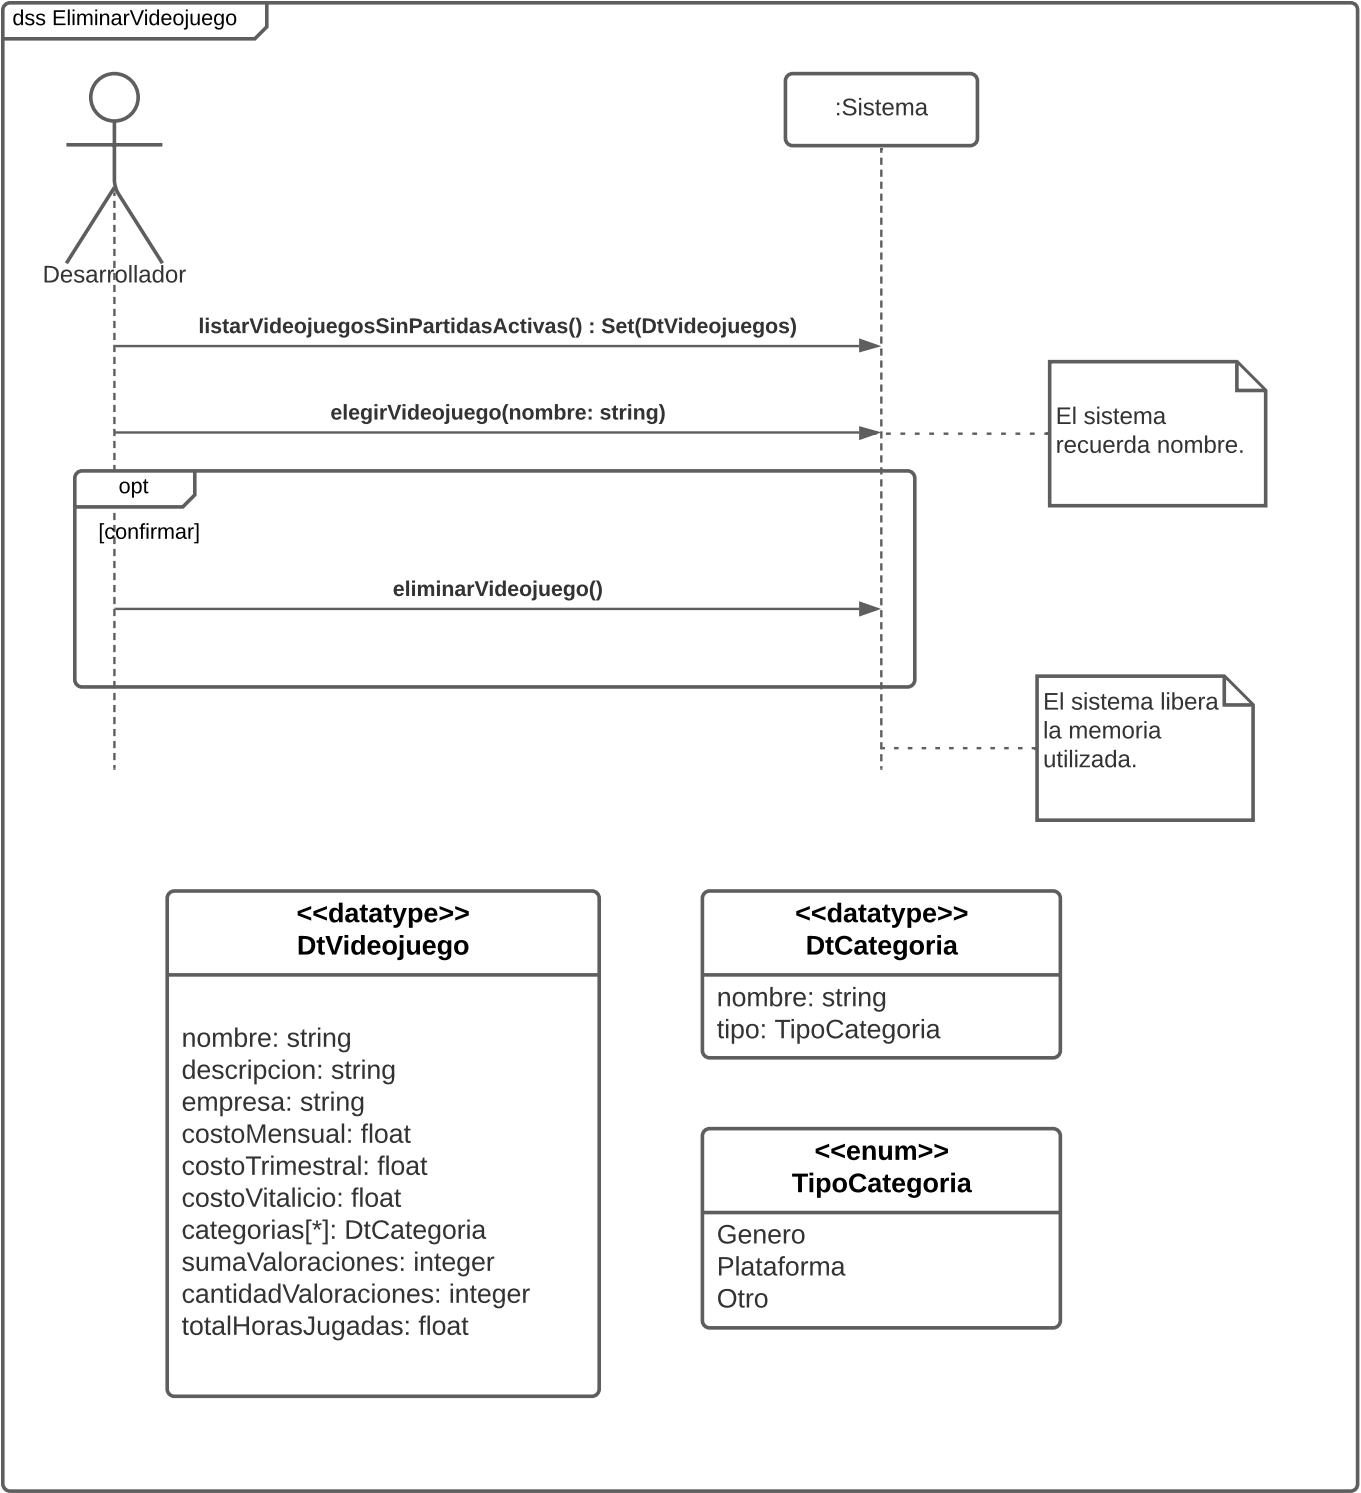 dss EliminarVideojuego
:Sistema
Desarrollador
listarVideojuegosSinPartidasActivas() : Set(DtVideojuegos)
elegirVideojuego(nombre: string)
El sistema
recuerda nombre.
opt
[confirmar]
eliminarVideojuego()
El sistema libera
la memoria
utilizada.
<<datatype>>
DtVideojuego
nombre: string
descripcion: string
empresa: string
costoMensual: float
costoTrimestral: float
costoVitalicio: float
categorias[*]: DtCategoria
sumaValoraciones: integer
cantidadValoraciones: integer
totalHorasJugadas: float
<<datatype>>
DtCategoria
nombre: string
tipo: TipoCategoria
<<enum>>
TipoCategoria
Genero
Plataforma
Otro